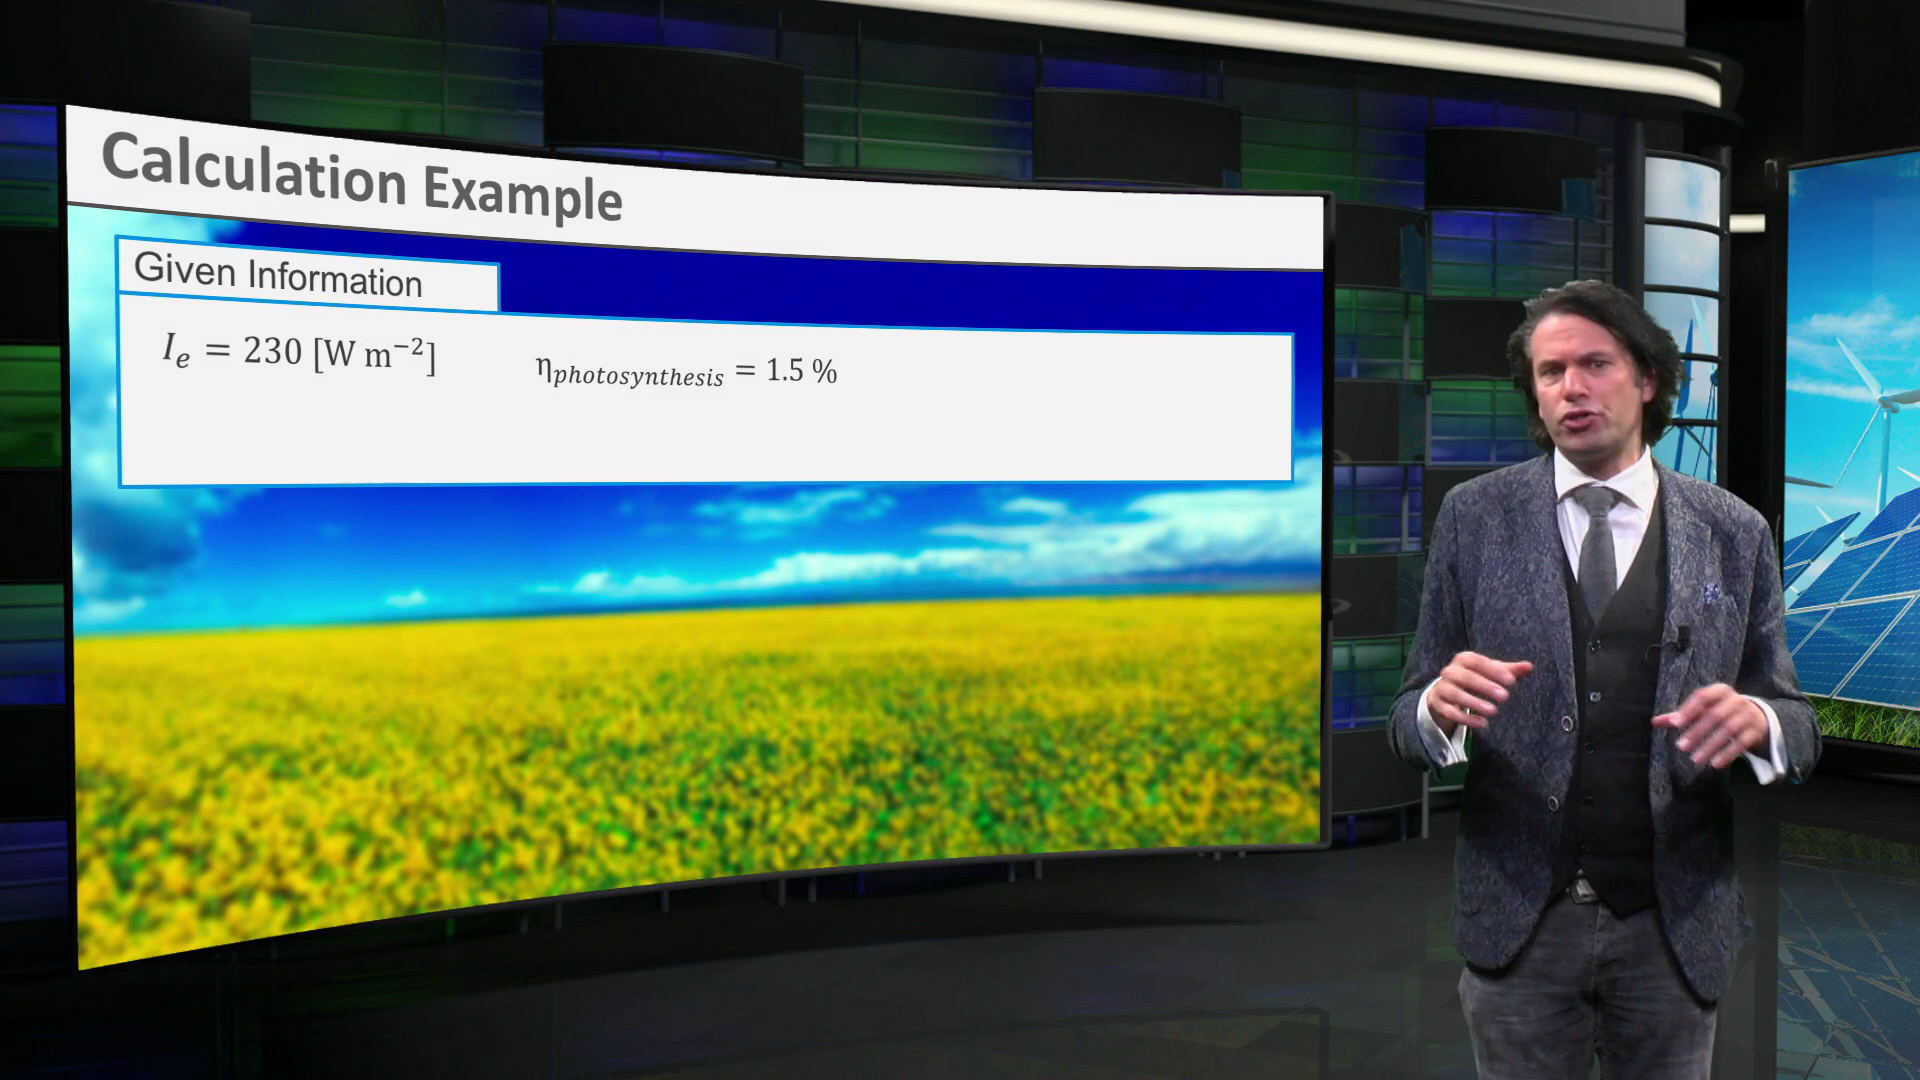 Calculation Example
Given Information
I_e = 230 [W m⁻²]
η_photosynthesis = 1.5 %